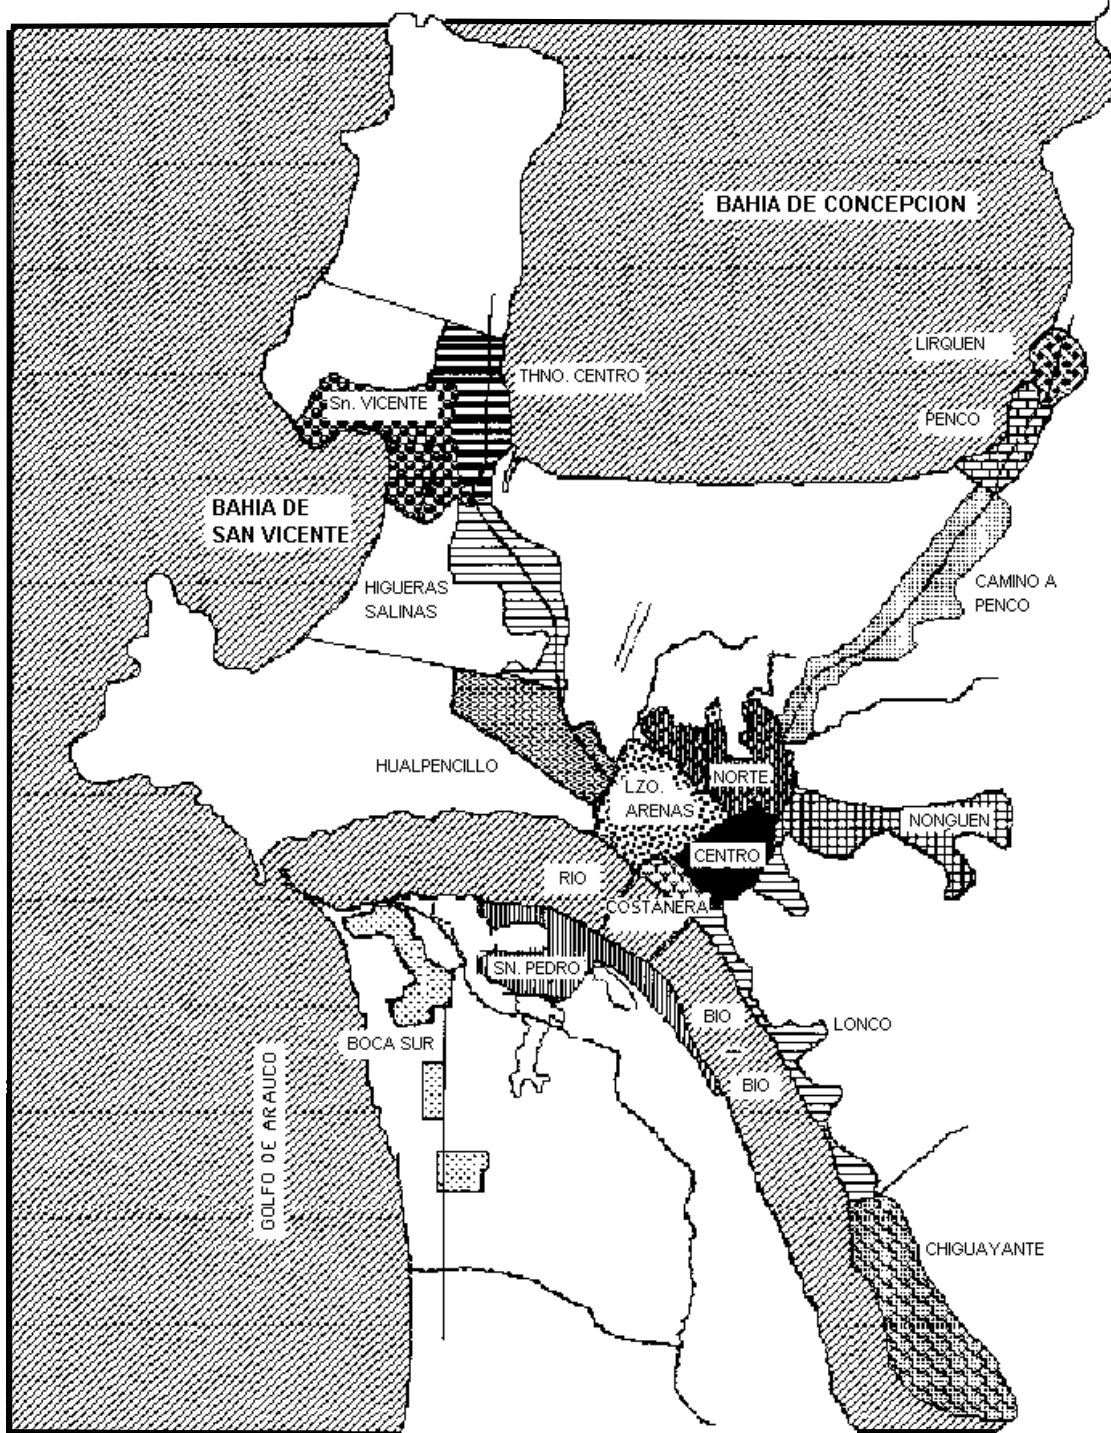 BAHIA DE CONCEPCION
LIRQUEN
THNO. CENTRO
Sn. VICENTE
PENCO
BAHIA DE
SAN VICENTE
HIGUERAS
SALINAS
CAMINO A
PENCO
HUALPENCILLO
LZO.
ARENAS
NORTE
NONGUEN
CENTRO
RIO
COSTANERA
SN. PEDRO
BIO
LONCO
BOCA SUR
–
BIO
GOLFO DE ARAUCO
CHIGUAYANTE